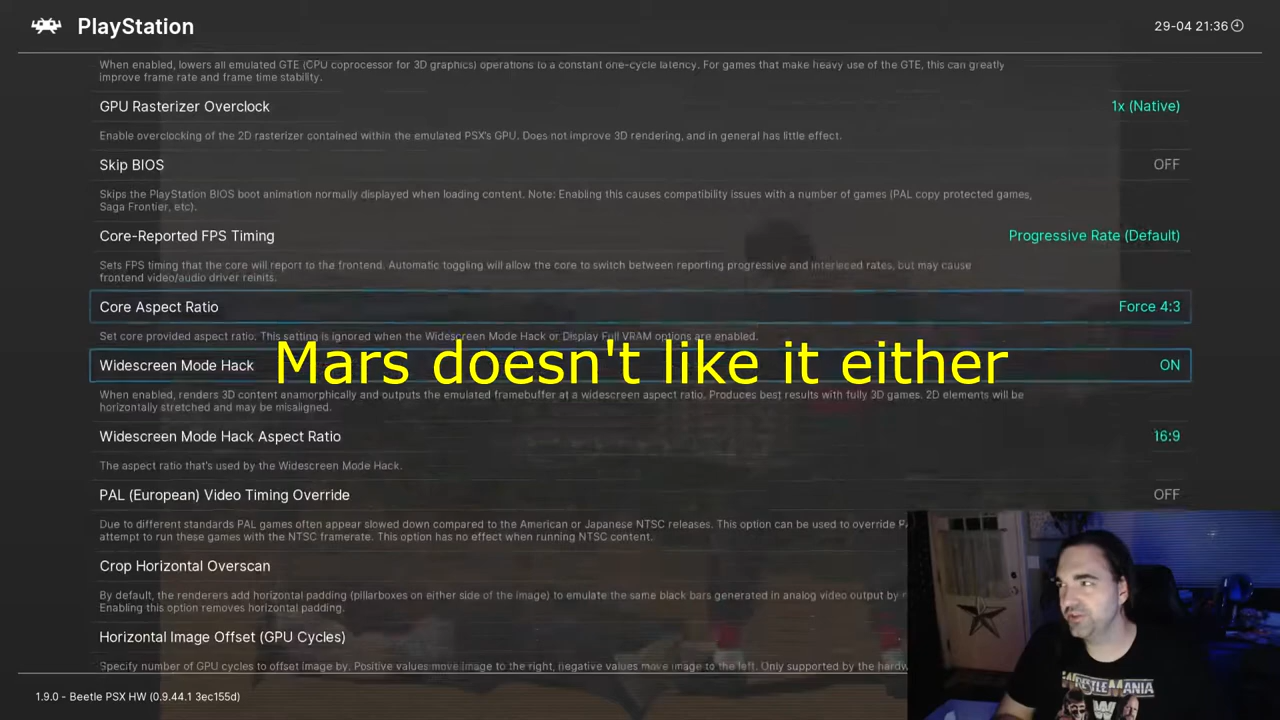 PlayStation
29-04 21:36
When enabled, lowers all emulated GTE (CPU coprocessor for 3D graphics) operations to a constant one-cycle latency. For games that make heavy use of the GTE, this can greatly
improve frame rate and frame time stability.
GPU Rasterizer Overclock
1x (Native)
Enable overclocking of the 2D rasterizer contained within the emulated PSX's GPU. Does not improve 3D rendering, and in general has little effect.
Skip BIOS
OFF
Skips the PlayStation BIOS boot animation normally displayed when loading content. Note: Enabling this causes compatibility issues with a number of games (PAL copy protected games,
Saga Frontier, etc).
Core-Reported FPS Timing
Progressive Rate (Default)
Sets FPS timing that the core will report to the frontend. Automatic toggling will allow the core to switch between reporting progressive and interlaced rates, but may cause
frontend video/audio driver reinits.
Core Aspect Ratio
Force 4:3
Set core provided aspect ratio. This setting is ignored when the Widescreen Mode Hack or Display Full VRAM options are enabled.
Mars doesn't like it either
Widescreen Mode Hack
ON
When enabled, renders 3D content anamorphically and outputs the emulated framebuffer at a widescreen aspect ratio. Produces best results with fully 3D games. 2D elements will be
horizontally stretched and may be misaligned.
Widescreen Mode Hack Aspect Ratio
16:9
The aspect ratio that's used by the Widescreen Mode Hack.
PAL (European) Video Timing Override
OFF
Due to different standards PAL games often appear slowed down compared to the American or Japanese NTSC releases. This option can be used to override
attempt to run these games with the NTSC framerate. This option has no effect when running NTSC content.
Crop Horizontal Overscan
By default, the renderers add horizontal padding (pillarboxes on either side of the image) to emulate the same black bars generated in analog video output by
Enabling this option removes horizontal padding.
Horizontal Image Offset (GPU Cycles)
Specify number of GPU cycles to offset image by. Positive values move image to the right, negative values move image to the left. Only supported by the
1.9.0 - Beetle PSX HW (0.9.44.1 3ec155d)
WRESTLEMANIA